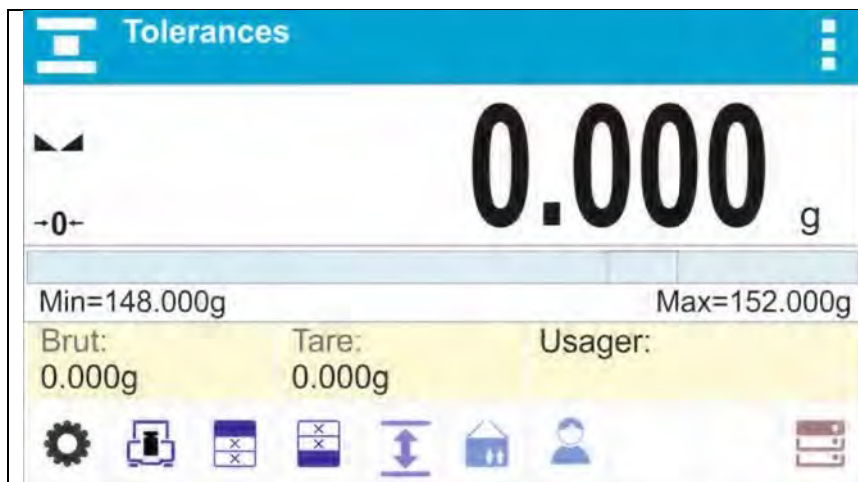 Tolerances
0.000 g
→0←
Min=148.000g Max=152.000g
Brut: Tare: Usager:
0.000g 0.000g